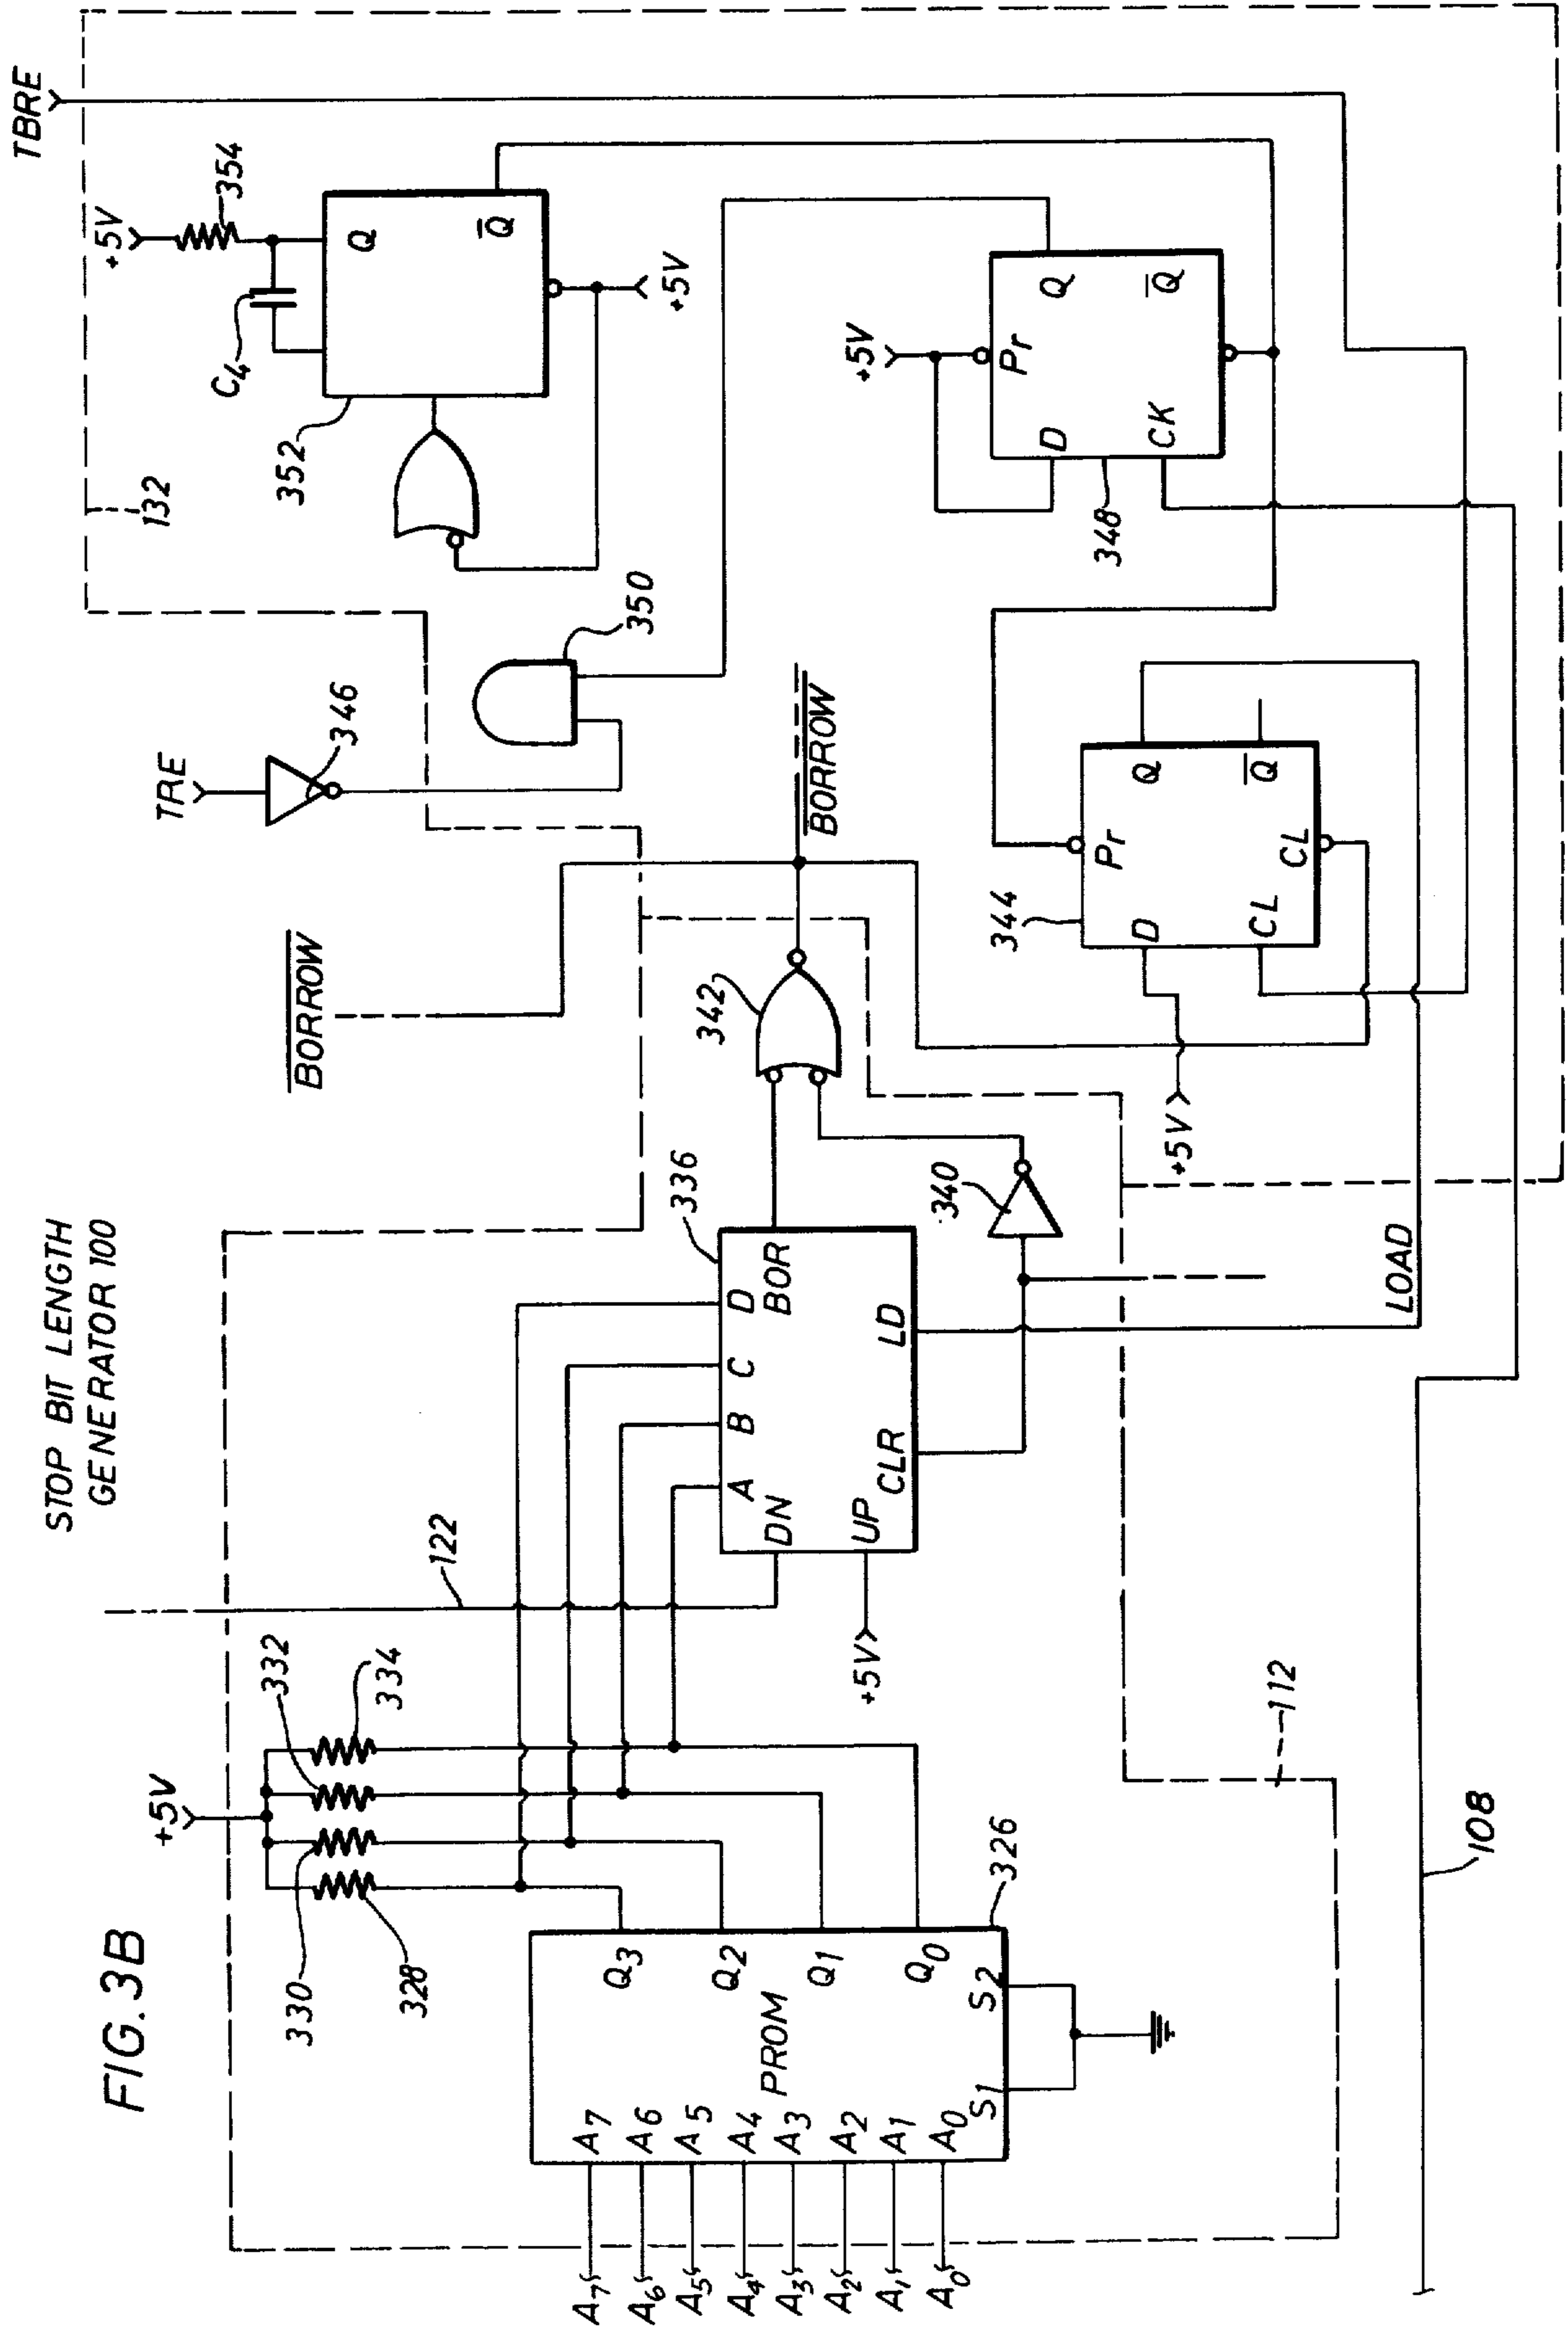 FIG. 3B
STOP BIT LENGTH
GENERATOR 100
TBRE
+5V
354
C4
Q
Q̅
352
+5V
132
TRE
346
350
B̅O̅R̅R̅O̅W̅
B̅O̅R̅R̅O̅W̅
+5V
Pr
Q
Q̅
D
CK
348
342
344
Pr
Q
Q̅
D
CL
CL
+5V
340
336
A
B
C
D
BOR
DN
UP
CLR
LD
+5V
LOAD
122
+5V
332
334
330
328
326
PROM
Q3
Q2
Q1
Q0
S1
S2
A7 A7
A6 A6
A5 A5
A4 A4
A3 A3
A2 A2
A1 A1
A0 A0
112
108